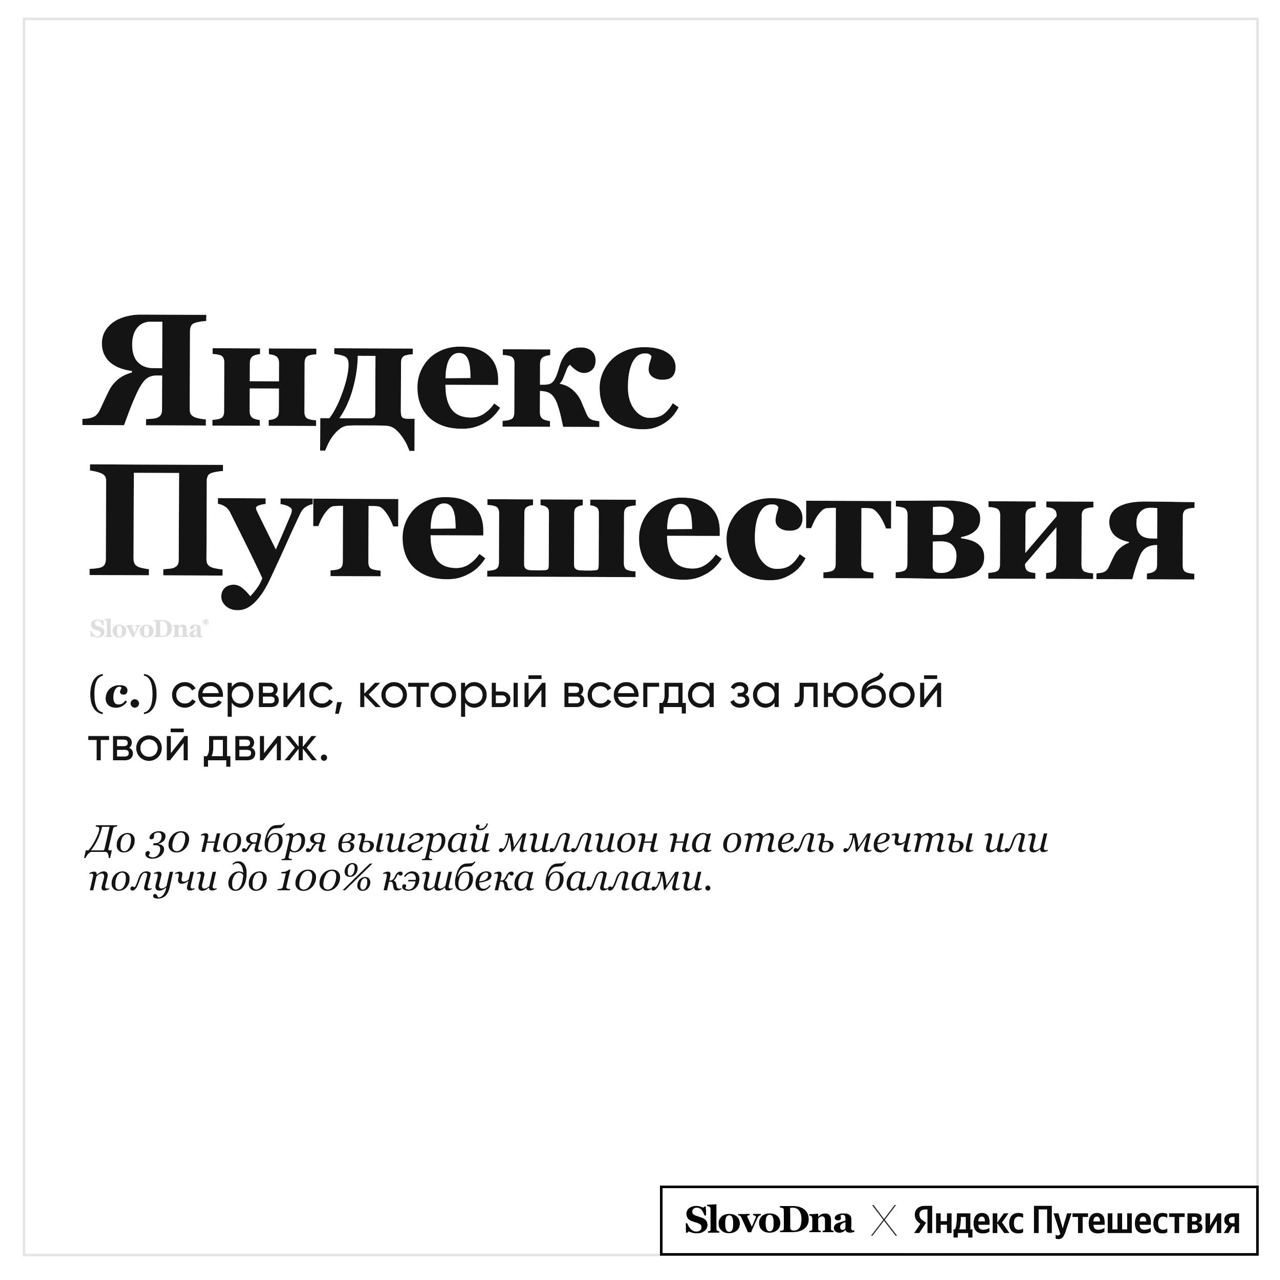 Яндекс
Путешествия
SlovoDna®
(с.) сервис, который всегда за любой
твой движ.
До 30 ноября выиграй миллион на отель мечты или
получи до 100% кэшбека баллами.
SlovoDna X Яндекс Путешествия